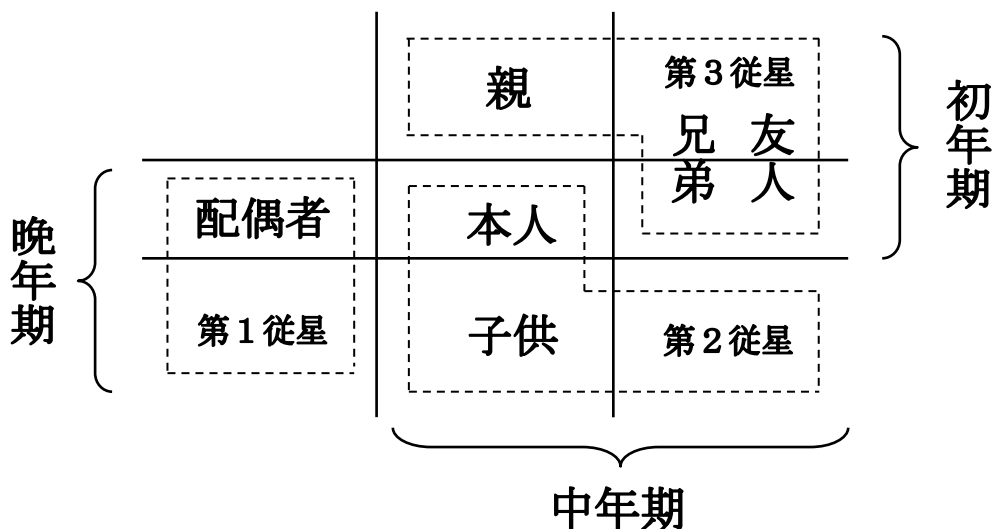 親
第３従星
兄 友
弟 人
初年期
配偶者
本人
晩年期
第１従星
子供
第２従星
中年期